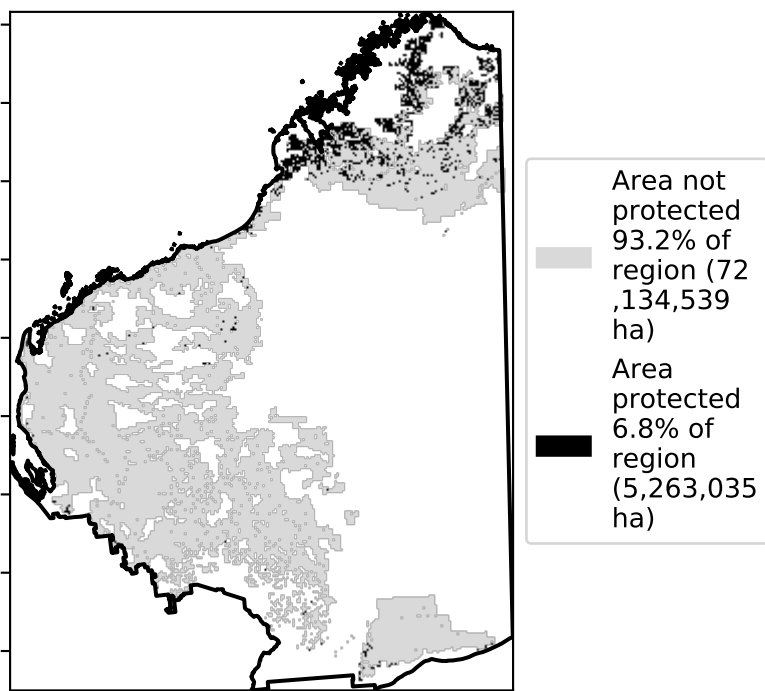 Area not
protected
93.2% of
region (72
,134,539
ha)
Area
protected
6.8% of
region
(5,263,035
ha)